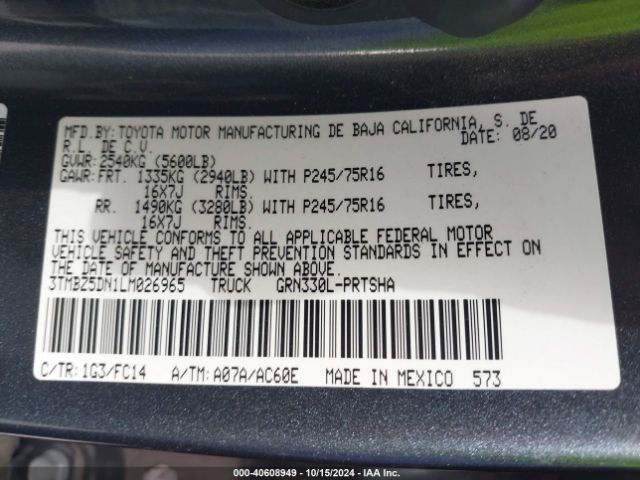 MFD.BY:TOYOTA MOTOR MANUFACTURING DE BAJA CALIFORNIA, S. DE
R.L. DE C.V. DATE: 08/20
GVWR:2540KG (5600LB)
GAWR:FRT. 1335KG (2940LB) WITH P245/75R16 TIRES,
16X7J RIMS.
RR. 1490KG (3280LB) WITH P245/75R16 TIRES,
16X7J RIMS.
THIS VEHICLE CONFORMS TO ALL APPLICABLE FEDERAL MOTOR
VEHICLE SAFETY AND THEFT PREVENTION STANDARDS IN EFFECT ON THE
DATE OF MANUFACTURE SHOWN ABOVE.
3TMBZ5DN1LM026965 TRUCK GRN330L-PRTSHA
C/TR: 1G3/FC14 A/TM: A07A/AC60E MADE IN MEXICO 573
000-40608949 - 10/15/2024 - IAA Inc.